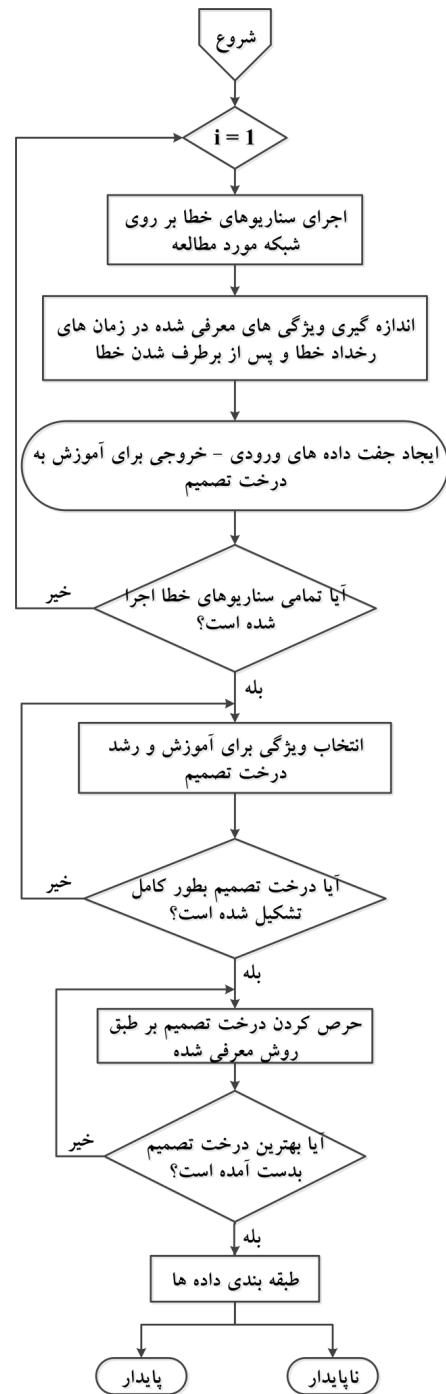 شروع
i = 1
اجرای سناریوهای خطا بر روی
شبکه مورد مطالعه
اندازه گیری ویژگی های معرفی شده در زمان های
رخداد خطا و پس از برطرف شدن خطا
ایجاد جفت داده های ورودی – خروجی برای آموزش به
درخت تصمیم
آیا تمامی سناریوهای خطا اجرا
شده است؟
خیر
بله
انتخاب ویژگی برای آموزش و رشد
درخت تصمیم
آیا درخت تصمیم بطور کامل
تشکیل شده است؟
خیر
بله
حرص کردن درخت تصمیم بر طبق
روش معرفی شده
آیا بهترین درخت تصمیم
بدست آمده است؟
خیر
بله
طبقه بندی داده ها
ناپایدار
پایدار